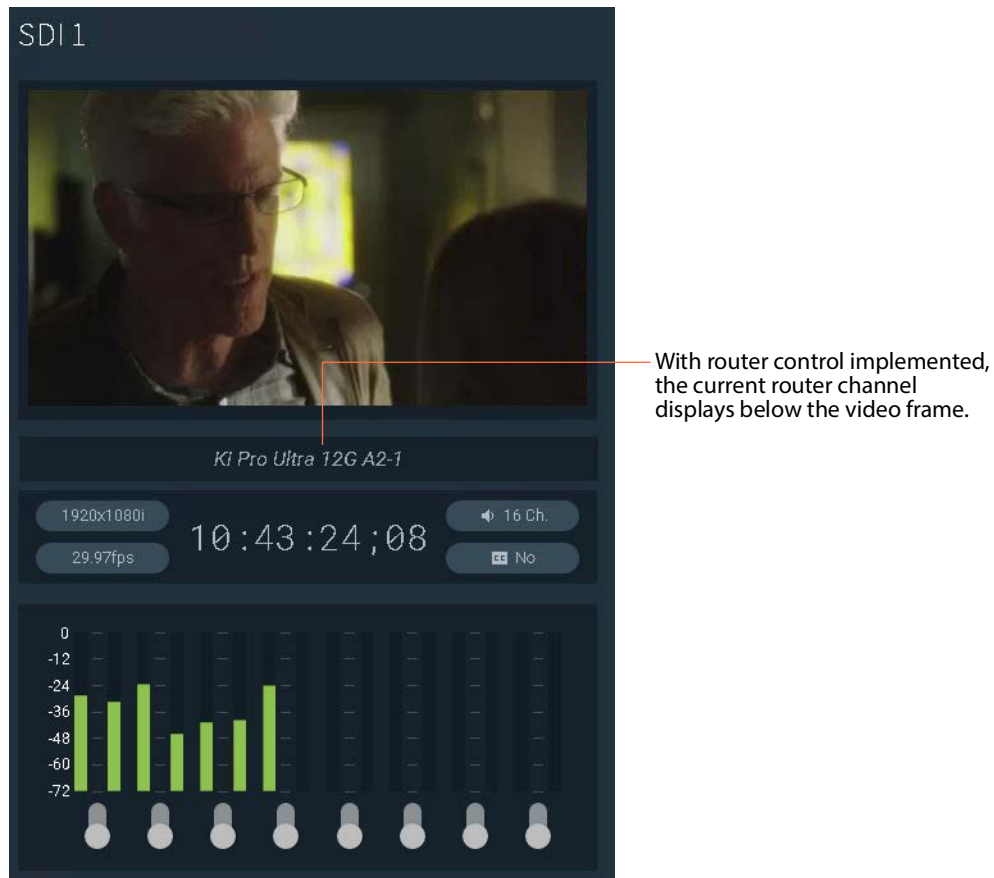 SDI 1
With router control implemented,
the current router channel
displays below the video frame.
Ki Pro Ultra 12G A2-1
1920x1080i
29.97fps
10:43:24;08
16 Ch.
CC No
0
-12
-24
-36
-48
-60
-72